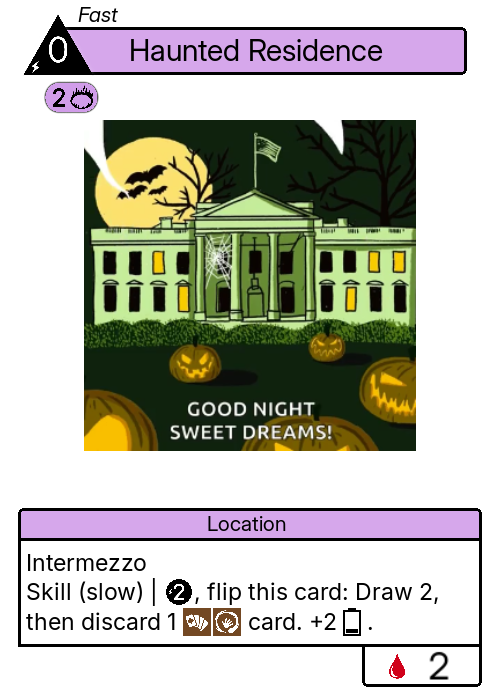 Fast
0
Haunted Residence
2
GOOD NIGHT
SWEET DREAMS!
Location
Intermezzo
Skill (slow) | 2, flip this card: Draw 2,
then discard 1 card. +2 .
2